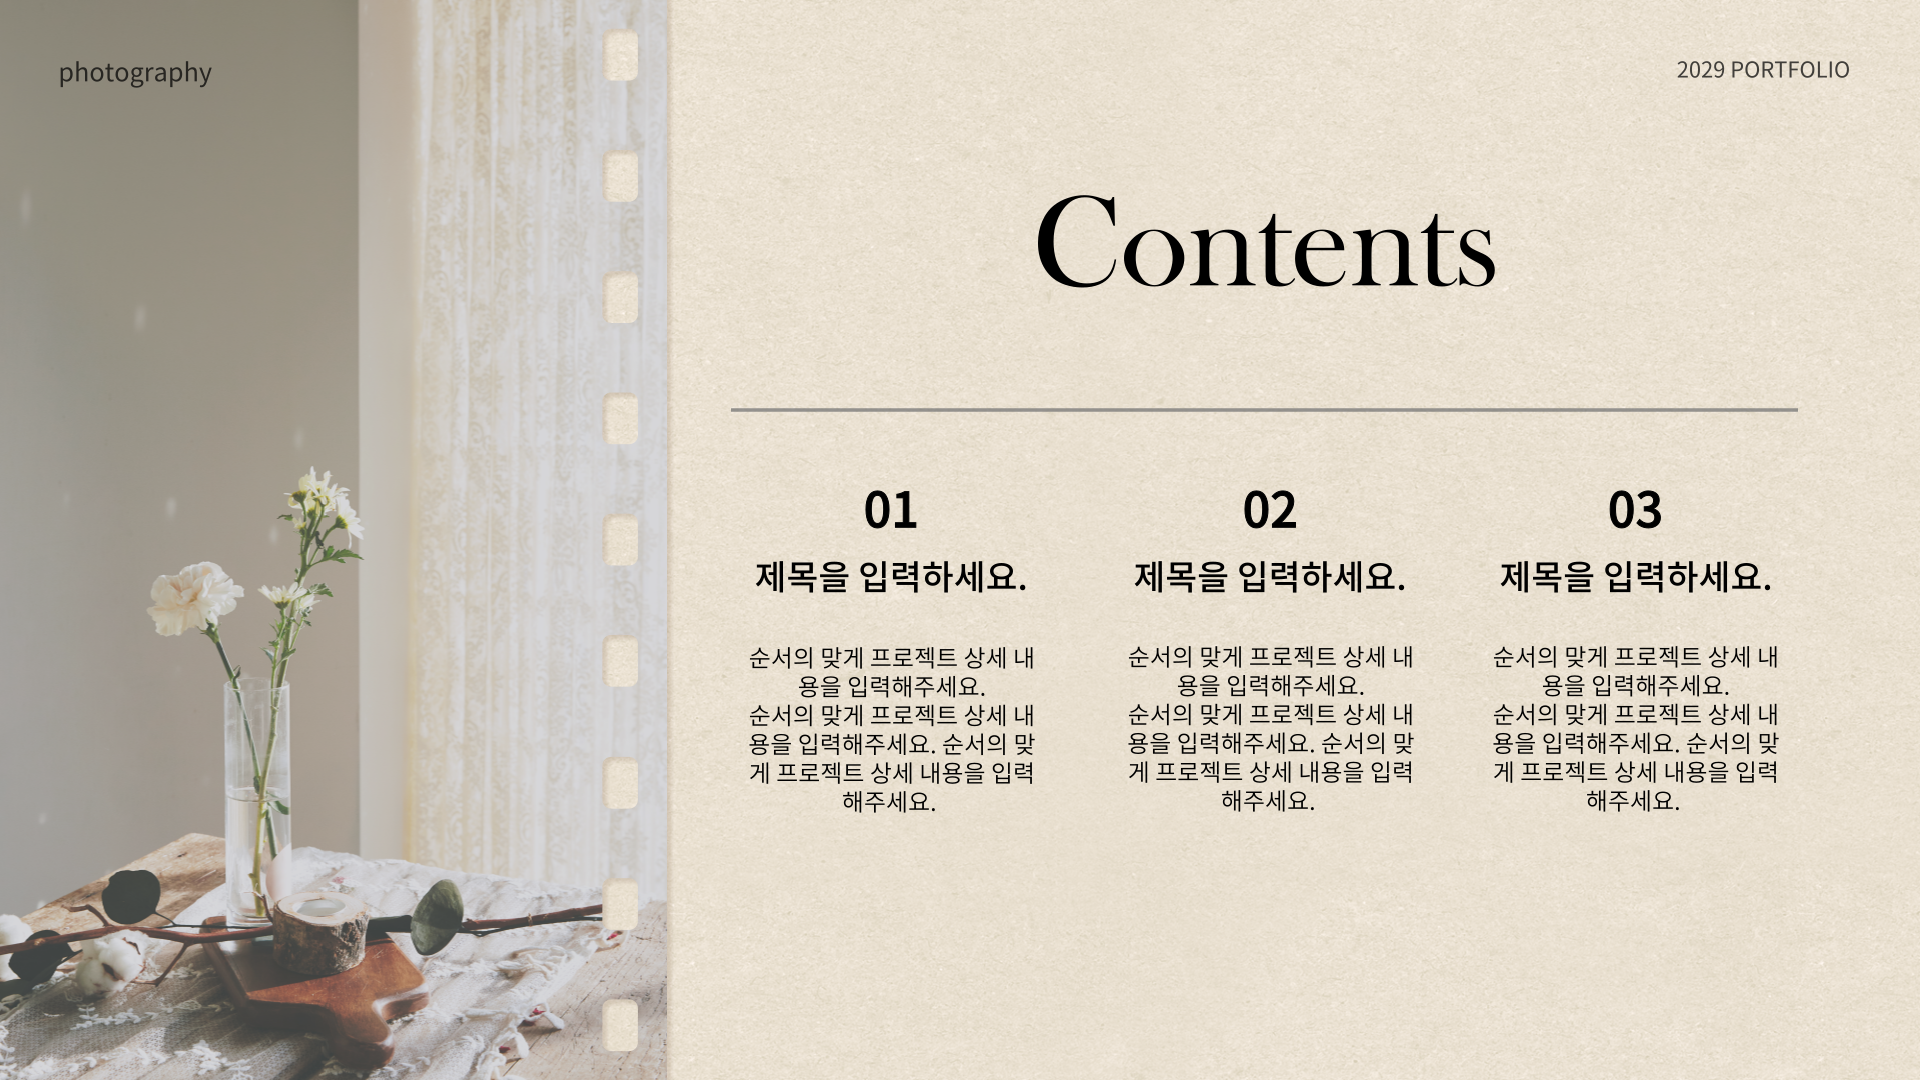 photography
2029 PORTFOLIO
Contents
01
제목을 입력하세요.
순서의 맞게 프로젝트 상세 내
용을 입력해주세요.
순서의 맞게 프로젝트 상세 내
용을 입력해주세요. 순서의 맞
게 프로젝트 상세 내용을 입력
해주세요.
02
제목을 입력하세요.
순서의 맞게 프로젝트 상세 내
용을 입력해주세요.
순서의 맞게 프로젝트 상세 내
용을 입력해주세요. 순서의 맞
게 프로젝트 상세 내용을 입력
해주세요.
03
제목을 입력하세요.
순서의 맞게 프로젝트 상세 내
용을 입력해주세요.
순서의 맞게 프로젝트 상세 내
용을 입력해주세요. 순서의 맞
게 프로젝트 상세 내용을 입력
해주세요.